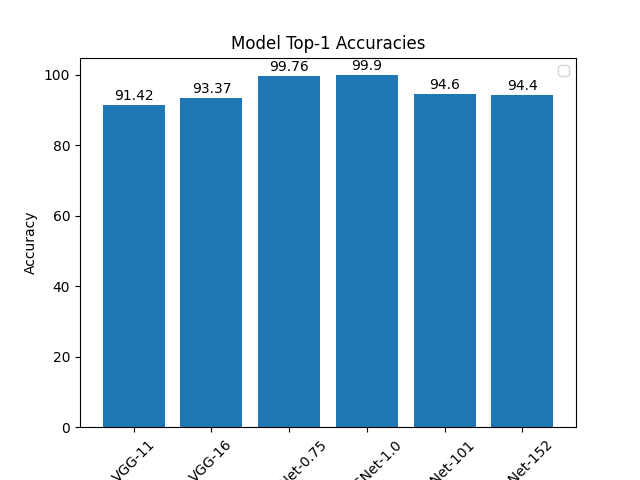 Model Top-1 Accuracies
100
80
60
40
20
0
Accuracy
91.42
93.37
99.76
99.9
94.6
94.4
VGG-11
VGG-16
Net-0.75
Net-1.0
Net-101
Net-152